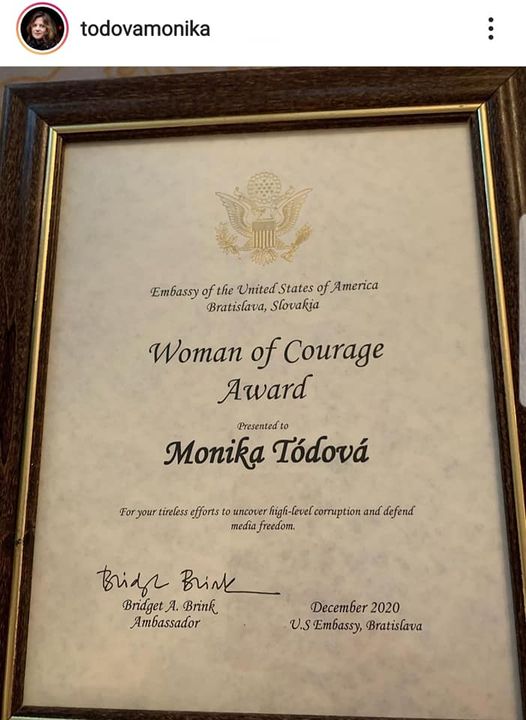 todovamonika
Embassy of the United States of America
Bratislava, Slovakia
Woman of Courage
Award
Presented to
Monika Tódová
For your tireless efforts to uncover high-level corruption and defend
media freedom.
Bridget Brink
Bridget A. Brink
Ambassador
December 2020
U.S Embassy, Bratislava